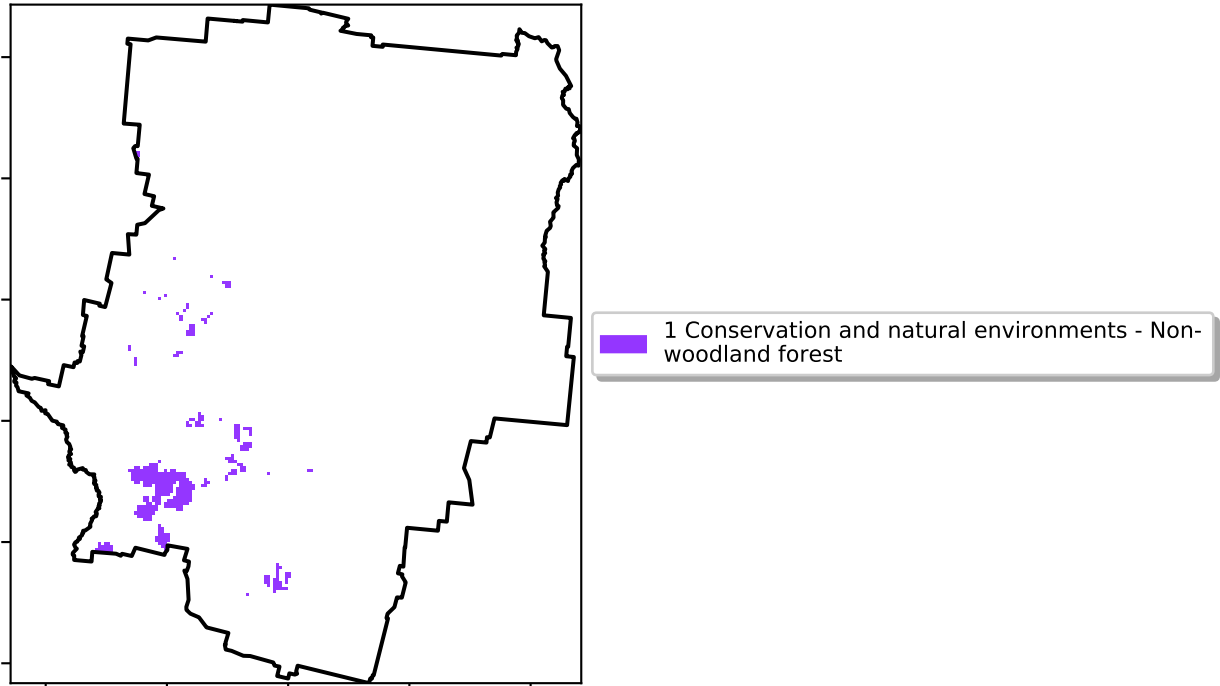 1 Conservation and natural environments - Non-
woodland forest